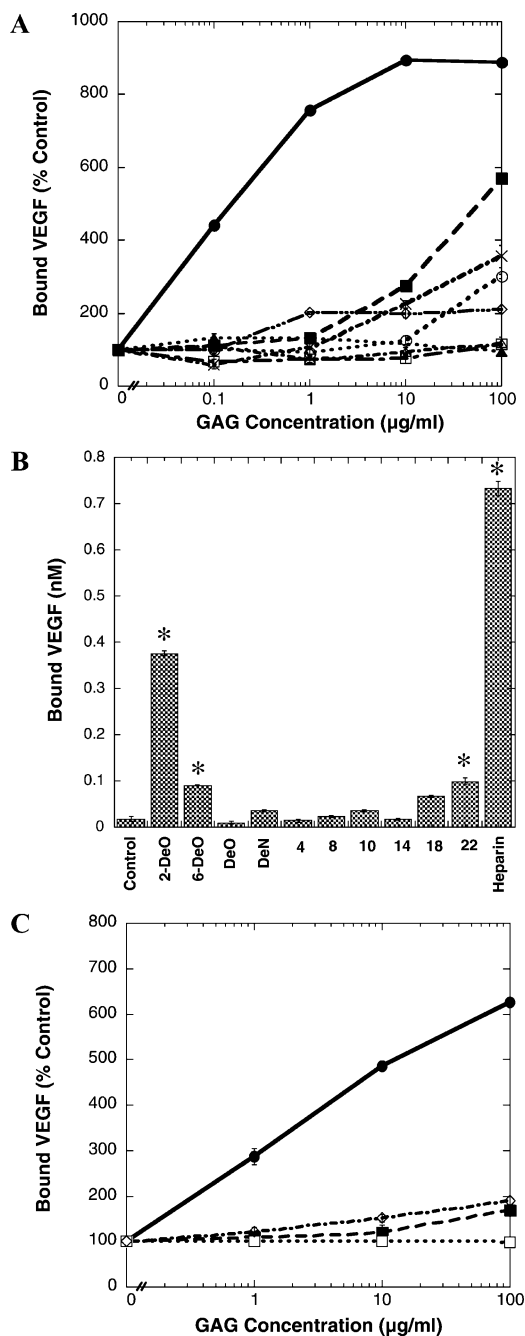 A
Bound VEGF (% Control)
1000
800
600
400
200
0
0 0.1 1 10 100
GAG Concentration (µg/ml)
B
Bound VEGF (nM)
0.8
0.7
0.6
0.5
0.4
0.3
0.2
0.1
0
* * * *
Control 2-DeO 6-DeO DeO DeN 4 8 10 14 18 22 Heparin
C
Bound VEGF (% Control)
800
700
600
500
400
300
200
100
0
0 1 10 100
GAG Concentration (µg/ml)